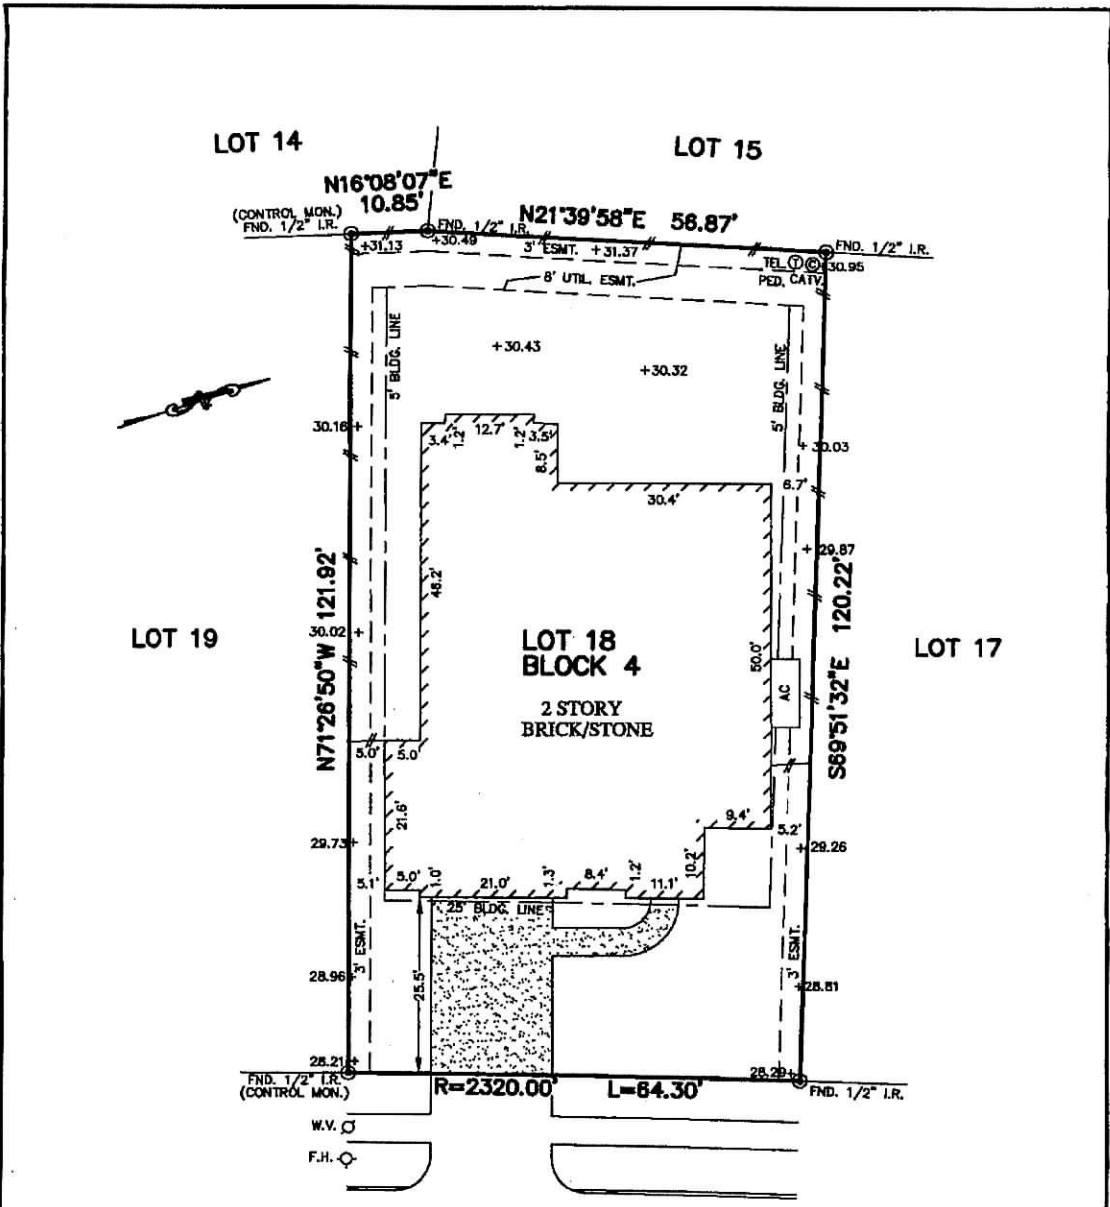 LOT 14
LOT 15
N16°08'07"E
10.85'
N21°39'58"E 56.87'
(CONTROL MON.)
FND. 1/2" I.R.
FND. 1/2" I.R.
FND. 1/2" I.R.
+31.13
+30.49
3' ESMT.
+31.37
TEL. T C +30.95
PED. CATV.
8' UTIL. ESMT.
5' BLDG. LINE
5' BLDG. LINE
+30.43
+30.32
30.16+
+30.03
3.4'
1.2'
12.7'
1.2'
3.5'
8.5'
30.4'
6.7'
+29.87
46.2'
N71°26'50"W 121.92'
S69°51'32"E 120.22'
LOT 19
30.02+
LOT 18
BLOCK 4
LOT 17
50.0'
AC
2 STORY
BRICK/STONE
5.0'
5.0'
21.6'
9.4'
5.2'
29.73+
+29.26
10.2'
5.1'
5.0'
1.0'
21.0'
1.3'
8.4'
1.2'
11.1'
25' BLDG. LINE
3' ESMT.
3' ESMT.
28.96+
25.5'
+28.81
28.21+
28.29+
FND. 1/2" I.R.
(CONTROL MON.)
R=2320.00' L=64.30'
FND. 1/2" I.R.
W.V.
F.H.